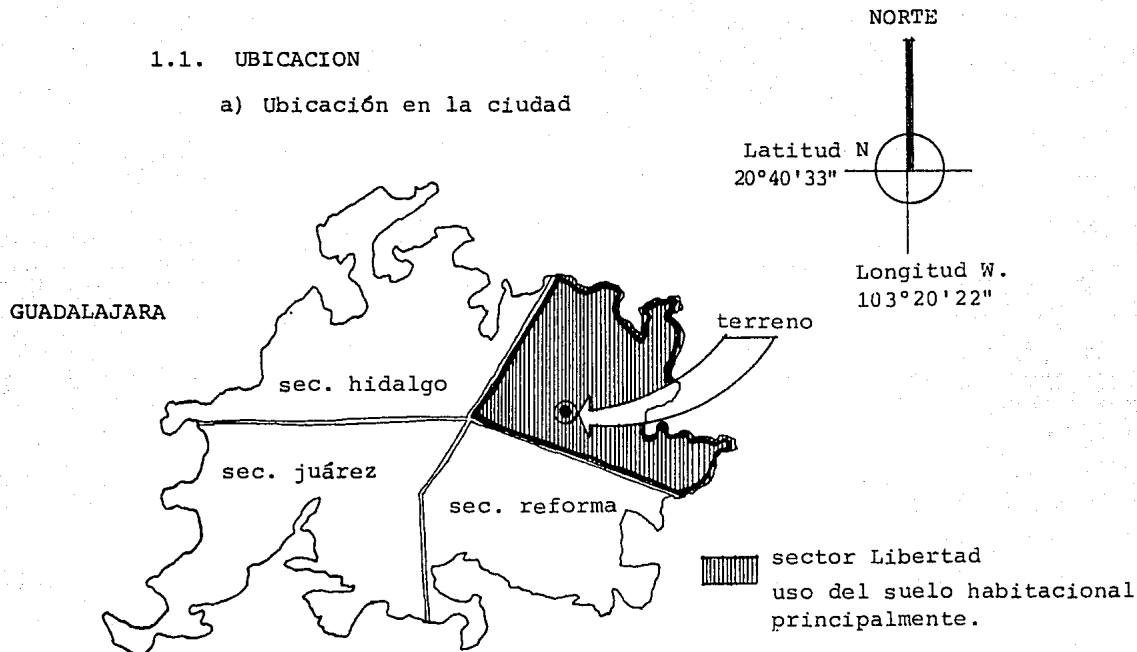 NORTE
1.1. UBICACION
a) Ubicación en la ciudad
Latitud N
20°40'33"
Longitud W.
103°20'22"
GUADALAJARA
terreno
sec. hidalgo
sec. juárez
sec. reforma
sector Libertad
uso del suelo habitacional
principalmente.